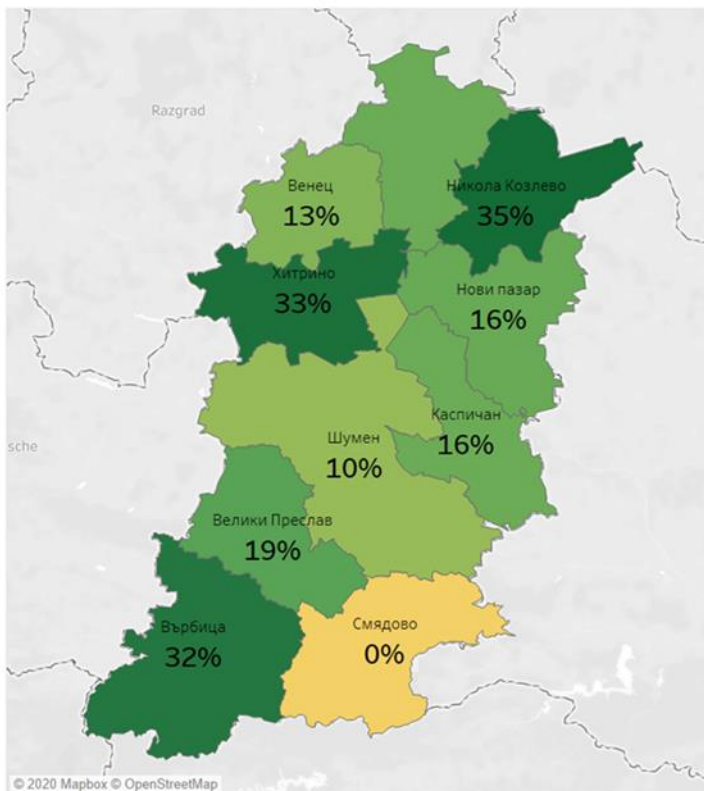 Razgrad
Венец
13%
Никола Козлево
35%
Хитрино
33%
Нови пазар
16%
Каспичан
16%
sche
Шумен
10%
Велики Преслав
19%
Върбица
32%
Смядово
0%
© 2020 Mapbox © OpenStreetMap